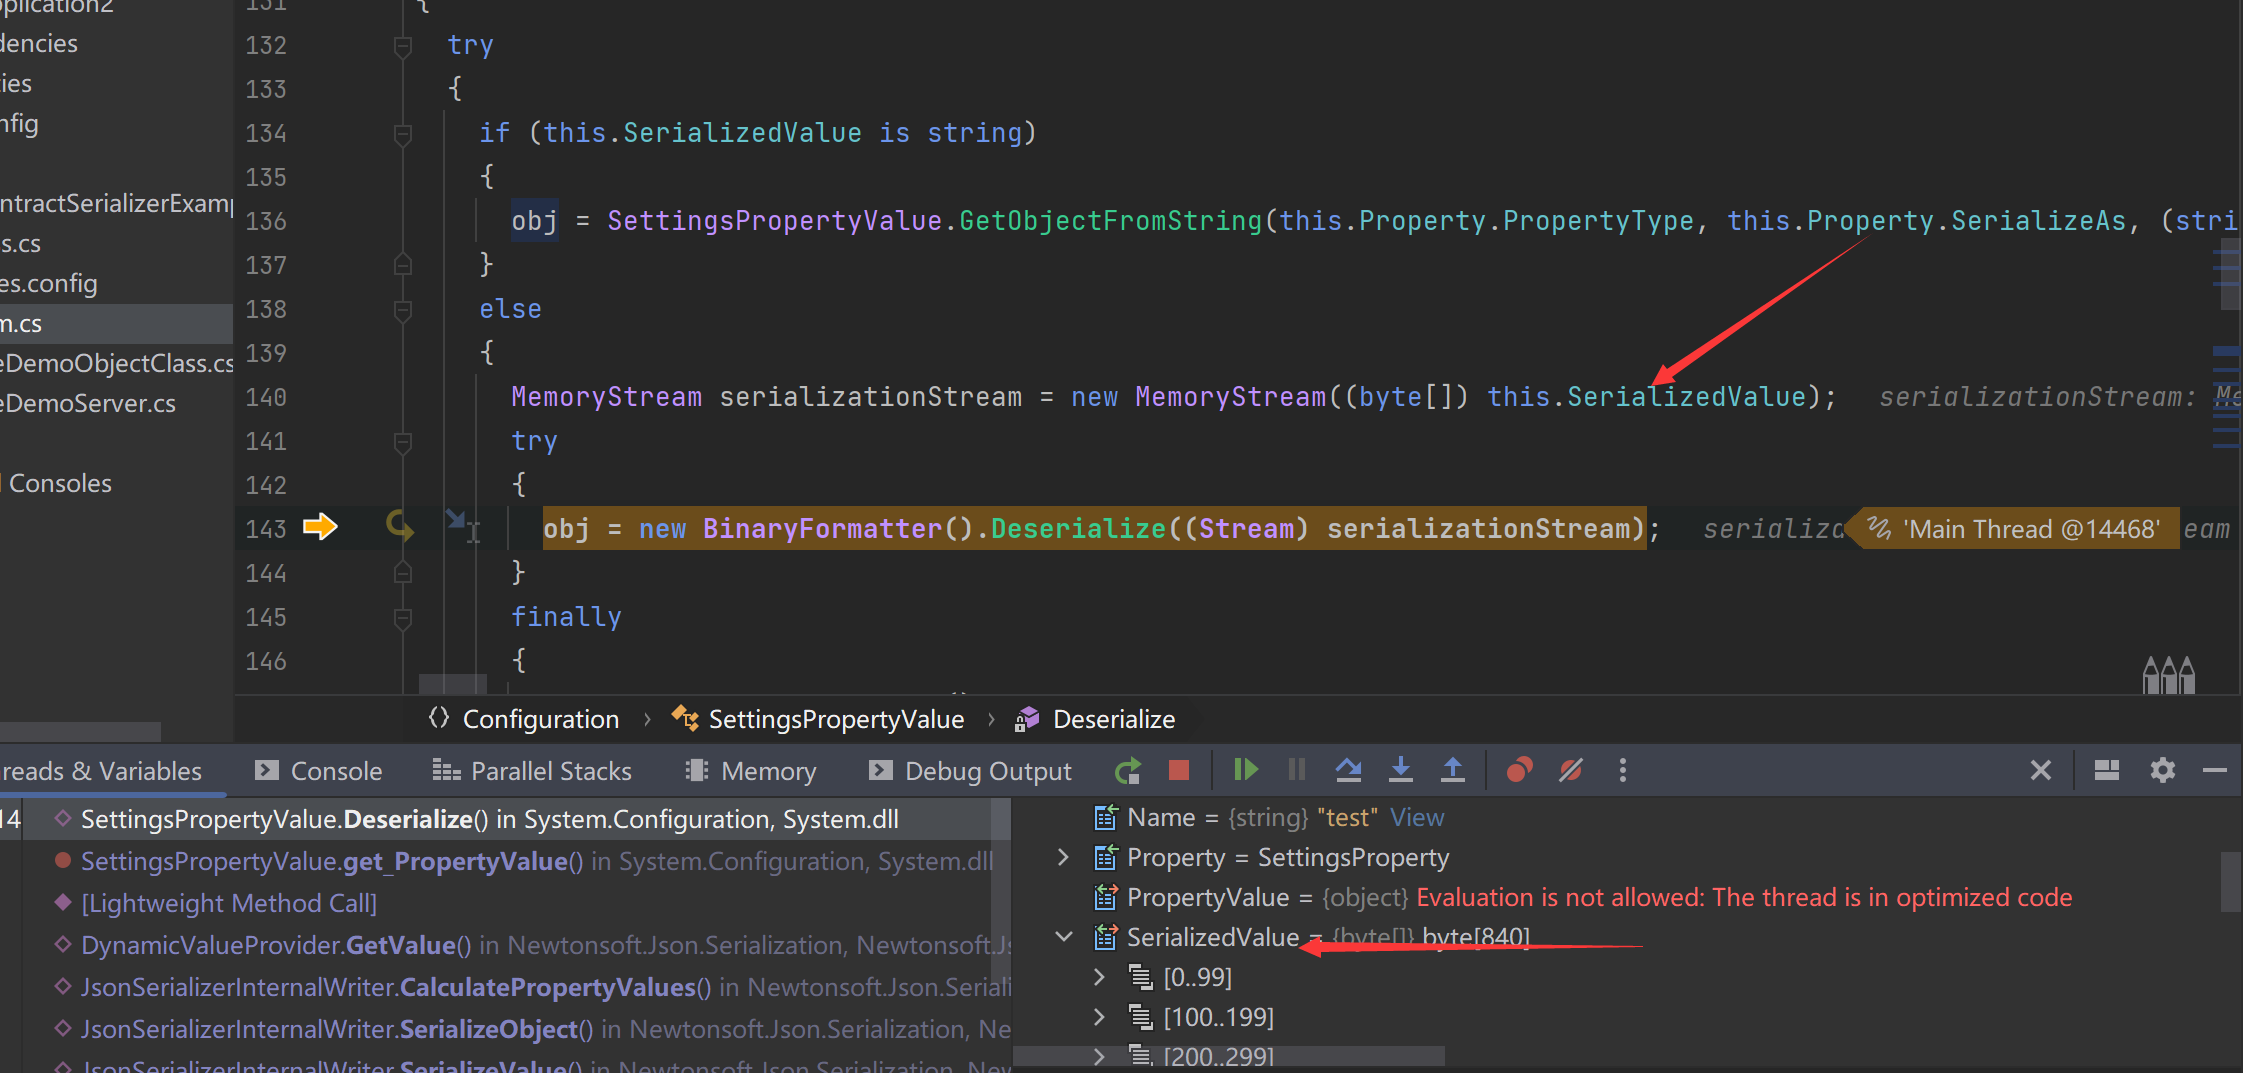 pplication2
dencies
ies
nfig
ntractSerializerExamp
s.cs
es.config
m.cs
eDemoObjectClass.cs
eDemoServer.cs
Consoles
131 {
132 try
133 {
134 if (this.SerializedValue is string)
135 {
136 obj = SettingsPropertyValue.GetObjectFromString(this.Property.PropertyType, this.Property.SerializeAs, (stri
137 }
138 else
139 {
140 MemoryStream serializationStream = new MemoryStream((byte[]) this.SerializedValue); serializationStream: Me
141 try
142 {
143 obj = new BinaryFormatter().Deserialize((Stream) serializationStream); serializa 'Main Thread @14468' eam
144 }
145 finally
146 {
Configuration › SettingsPropertyValue › Deserialize
reads & Variables Console Parallel Stacks Memory Debug Output
14 SettingsPropertyValue.Deserialize() in System.Configuration, System.dll
SettingsPropertyValue.get_PropertyValue() in System.Configuration, System.dll
[Lightweight Method Call]
DynamicValueProvider.GetValue() in Newtonsoft.Json.Serialization, Newtonsoft.Js
JsonSerializerInternalWriter.CalculatePropertyValues() in Newtonsoft.Json.Seriali
JsonSerializerInternalWriter.SerializeObject() in Newtonsoft.Json.Serialization, Ne
JsonSerializerInternalWriter.SerializeValue() in Newtonsoft.Json.Serialization, New
Name = {string} "test" View
Property = SettingsProperty
PropertyValue = {object} Evaluation is not allowed: The thread is in optimized code
SerializedValue = {byte[]} byte[840]
[0..99]
[100..199]
[200..299]